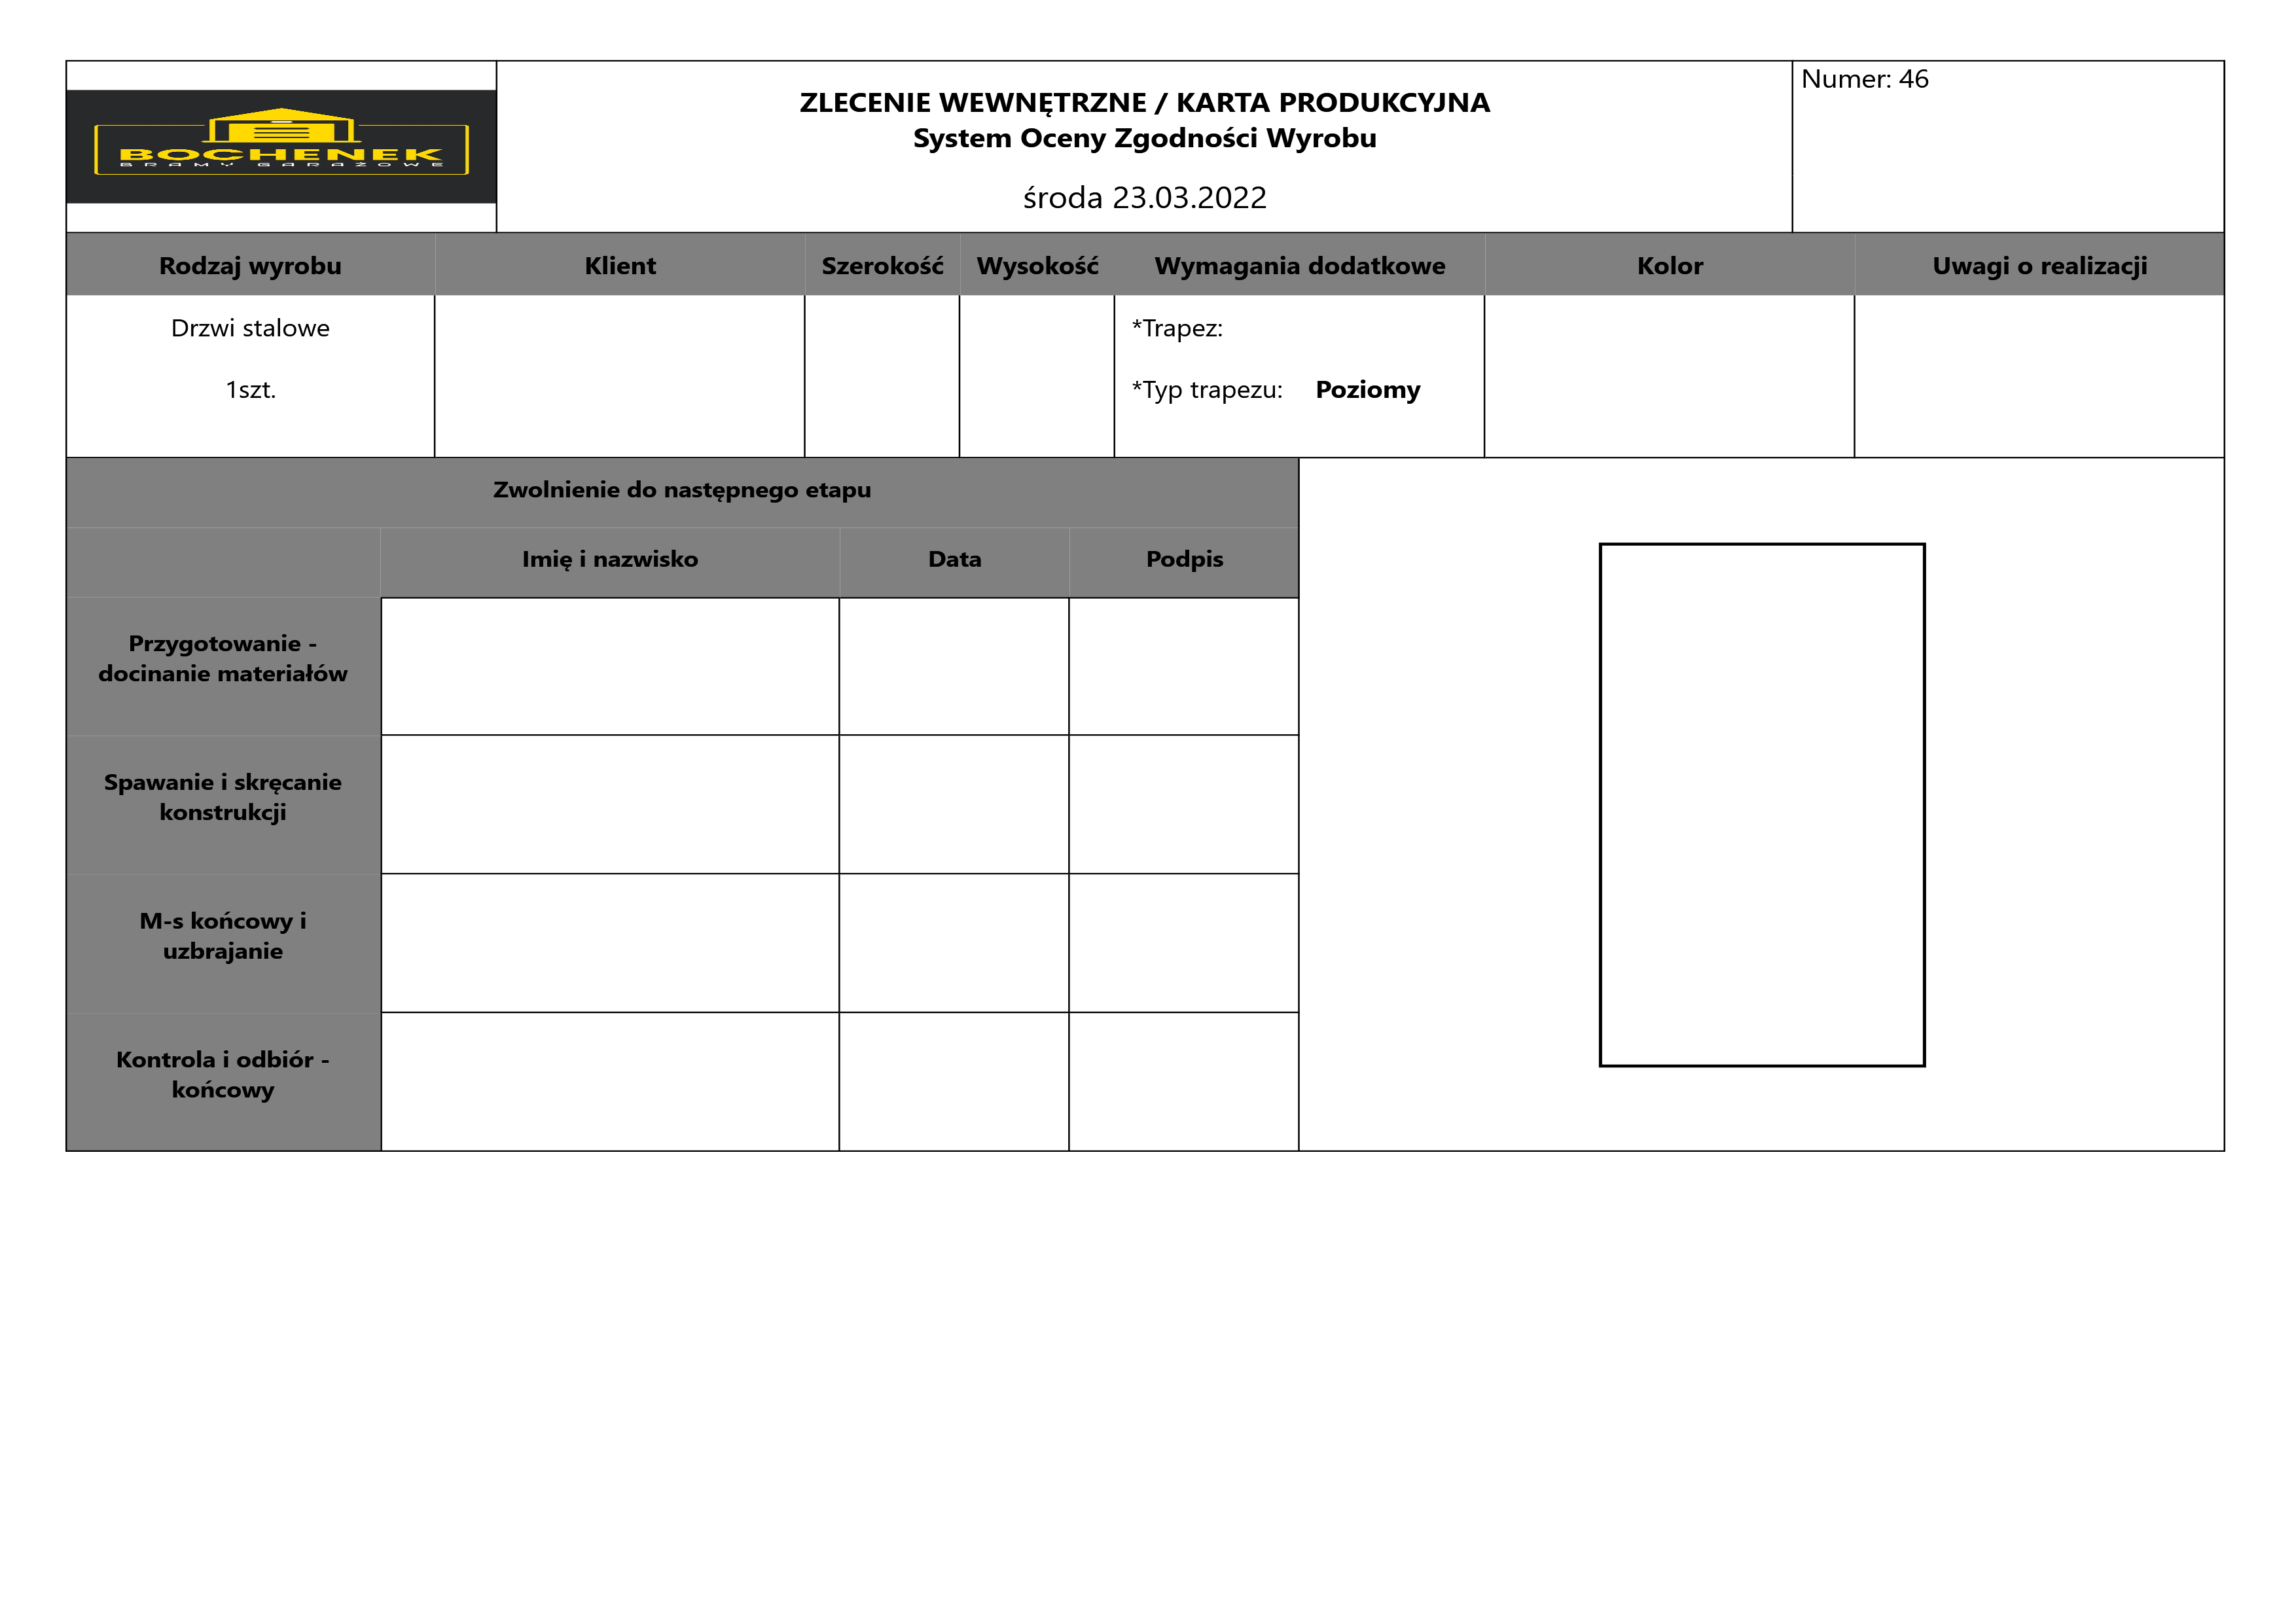 BOCHENEK
BRAMY GARAŻOWE
ZLECENIE WEWNĘTRZNE / KARTA PRODUKCYJNA
System Oceny Zgodności Wyrobu
środa 23.03.2022
Numer: 46
Rodzaj wyrobu Klient Szerokość Wysokość Wymagania dodatkowe Kolor Uwagi o realizacji
Drzwi stalowe *Trapez:
1szt. *Typ trapezu: Poziomy
Zwolnienie do następnego etapu
Imię i nazwisko Data Podpis
Przygotowanie -
docinanie materiałów
Spawanie i skręcanie
konstrukcji
M-s końcowy i
uzbrajanie
Kontrola i odbiór -
końcowy